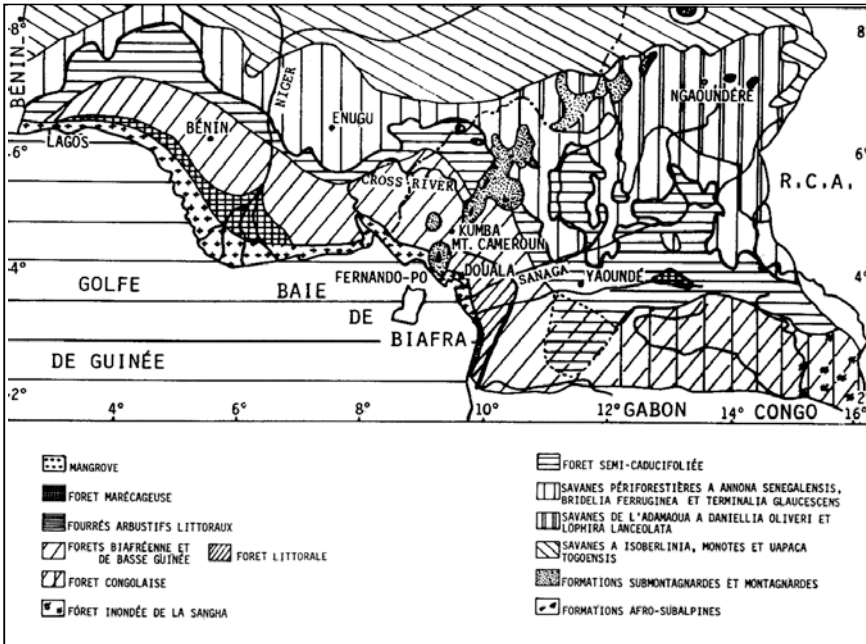 8°
8
BÉNIN
NIGER
NGAOUNDÉRÉ
ENUGU
BÉNIN
LAGOS
6°
6°
CROSS RIVER
R.C.A.
KUMBA
MT. CAMEROUN
FERNANDO-PO
DOUALA
SANAGA
YAOUNDÉ
4°
4°
GOLFE
BAIE
DE
BIAFRA
DE GUINÉE
2°
2°
4°
6°
8°
10°
12°
GABON
14°
CONGO
16°
MANGROVE
FORET MARÉCAGEUSE
FOURRÉS ARBUSTIFS LITTORAUX
FORETS BIAFRÉENNE ET
DE BASSE GUINÉE
FORET LITTORALE
FORET CONGOLAISE
FORET INONDÉE DE LA SANGHA
FORET SEMI-CADUCIFOLIÉE
SAVANES PÉRIFORESTIÈRES A ANNONA SENEGALENSIS,
BRIDELIA FERRUGINEA ET TERMINALIA GLAUCESCENS
SAVANES DE L'ADAMAOUA A DANIELLIA OLIVERI ET
LOPHIRA LANCEOLATA
SAVANES A ISOBERLINIA, MONOTES ET UAPACA
TOGOENSIS
FORMATIONS SUBMONTAGNARDES ET MONTAGNARDES
FORMATIONS AFRO-SUBALPINES